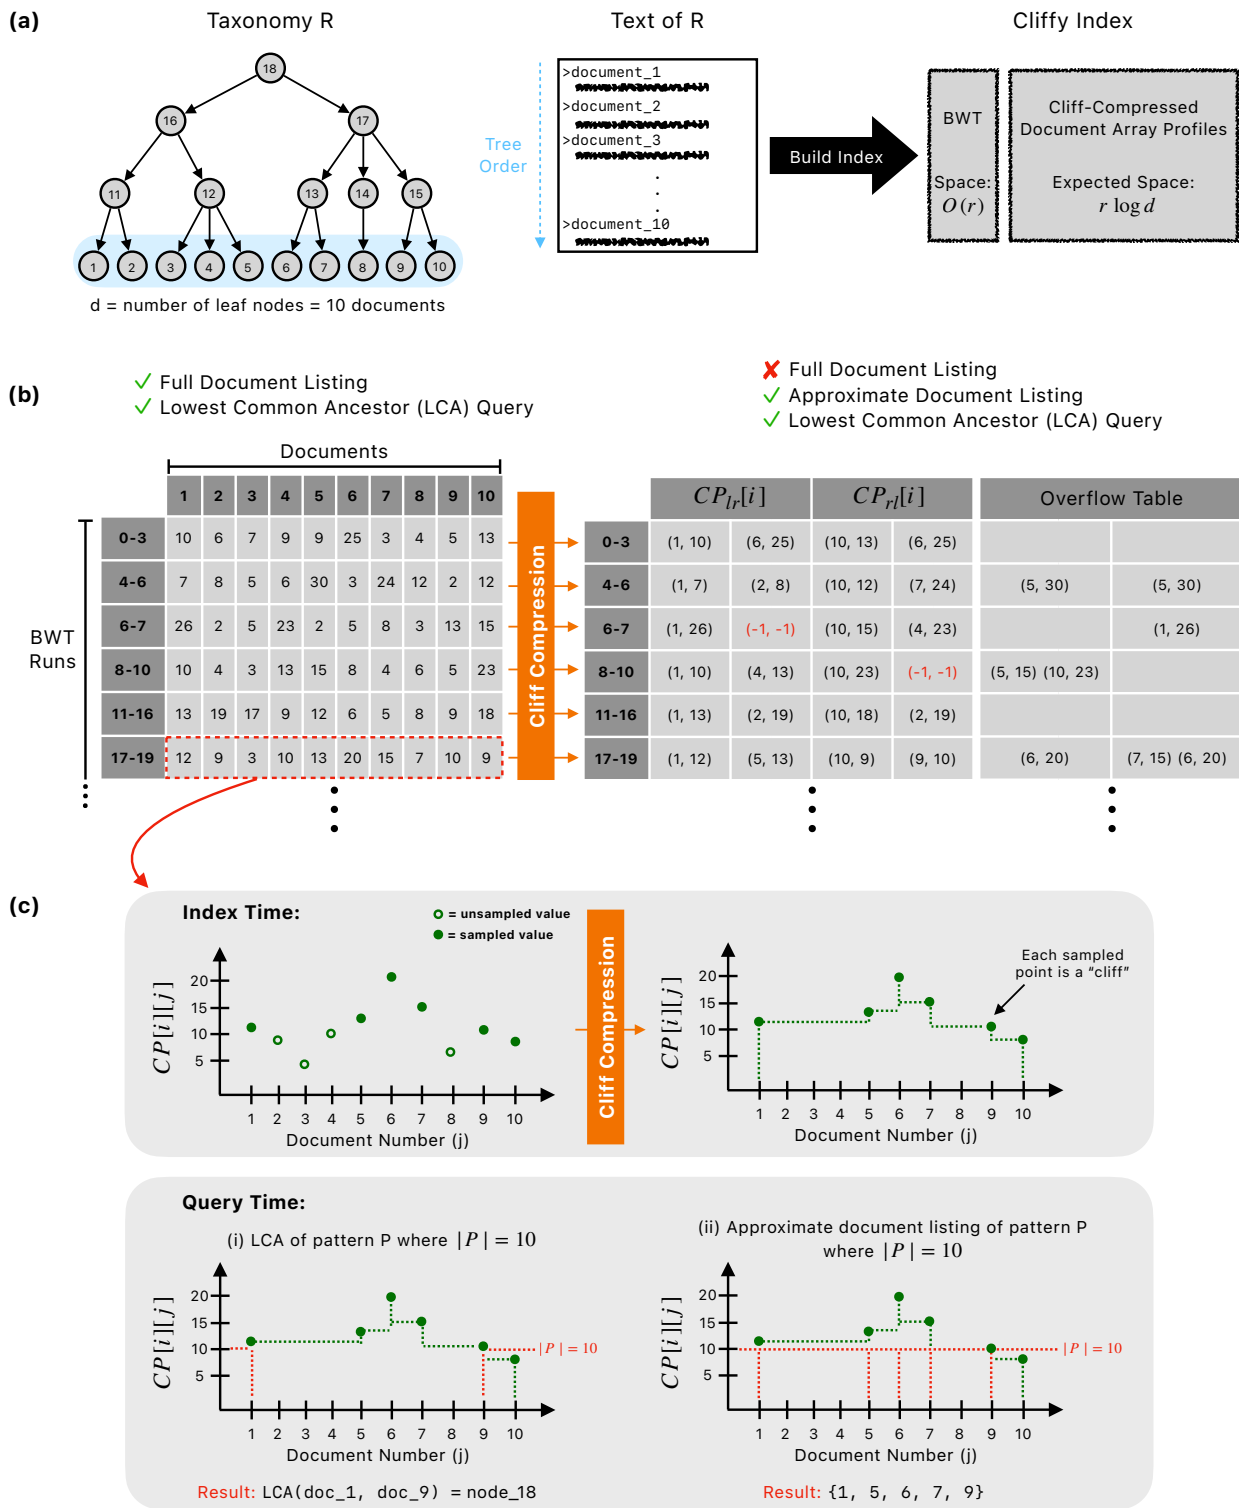 (a)
Taxonomy R
Text of R
Cliffy Index
18
16 17
11 12 13 14 15
1 2 3 4 5 6 7 8 9 10
d = number of leaf nodes = 10 documents
Tree
Order
>document_1
>document_2
>document_3
>document_10
Build Index
BWT
Space:
O(r)
Cliff-Compressed
Document Array Profiles
Expected Space:
r log d
(b)
✓ Full Document Listing
✓ Lowest Common Ancestor (LCA) Query
✘ Full Document Listing
✓ Approximate Document Listing
✓ Lowest Common Ancestor (LCA) Query
Documents
BWT
Runs
1 2 3 4 5 6 7 8 9 10
0-3 10 6 7 9 9 25 3 4 5 13
4-6 7 8 5 6 30 3 24 12 2 12
6-7 26 2 5 23 2 5 8 3 13 15
8-10 10 4 3 13 15 8 4 6 5 23
11-16 13 19 17 9 12 6 5 8 9 18
17-19 12 9 3 10 13 20 15 7 10 9
Cliff Compression
CP_lr[i] CP_rl[i] Overflow Table
0-3 (1, 10) (6, 25) (10, 13) (6, 25)
4-6 (1, 7) (2, 8) (10, 12) (7, 24) (5, 30) (5, 30)
6-7 (1, 26) (-1, -1) (10, 15) (4, 23) (1, 26)
8-10 (1, 10) (4, 13) (10, 23) (-1, -1) (5, 15) (10, 23)
11-16 (1, 13) (2, 19) (10, 18) (2, 19)
17-19 (1, 12) (5, 13) (10, 9) (9, 10) (6, 20) (7, 15) (6, 20)
(c)
Index Time:
= unsampled value
= sampled value
CP[i][j]
20
15
10
5
1 2 3 4 5 6 7 8 9 10
Document Number (j)
Cliff Compression
Each sampled
point is a “cliff”
CP[i][j]
20
15
10
5
1 2 3 4 5 6 7 8 9 10
Document Number (j)
Query Time:
(i) LCA of pattern P where |P| = 10
CP[i][j]
20
15
10
5
|P| = 10
1 2 3 4 5 6 7 8 9 10
Document Number (j)
Result: LCA(doc_1, doc_9) = node_18
(ii) Approximate document listing of pattern P
where |P| = 10
CP[i][j]
20
15
10
5
|P| = 10
1 2 3 4 5 6 7 8 9 10
Document Number (j)
Result: {1, 5, 6, 7, 9}